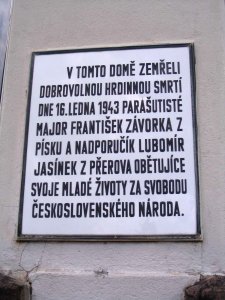 V TOMTO DOMĚ ZEMŘELI
DOBROVOLNOU HRDINNOU SMRTÍ
DNE 16. LEDNA 1943 PARAŠUTISTÉ
MAJOR FRANTIŠEK ZÁVORKA Z
PÍSKU A NADPORUČÍK LUBOMÍR
JASÍNEK Z PŘEROVA OBĚTUJÍCE
SVOJE MLADÉ ŽIVOTY ZA SVOBODU
ČESKOSLOVENSKÉHO NÁRODA.